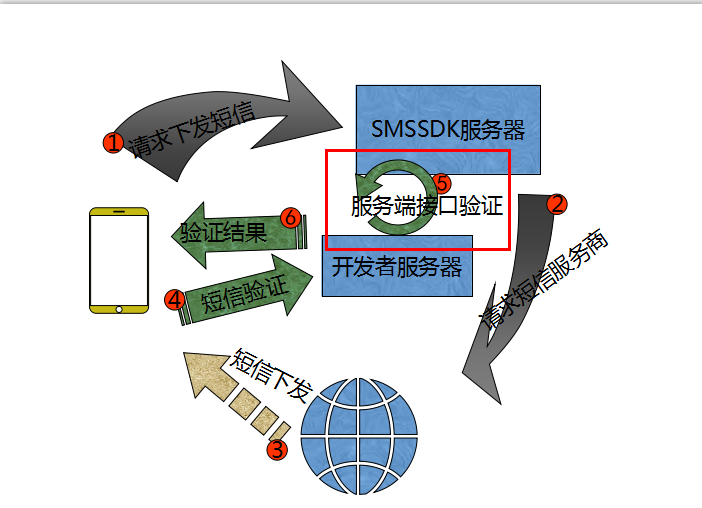 ① 请求下发短信
SMSSDK服务器
⑤
服务端接口验证
②
请求短信服务商
验证结果 ⑥
开发者服务器
④ 短信验证
短信下发
③